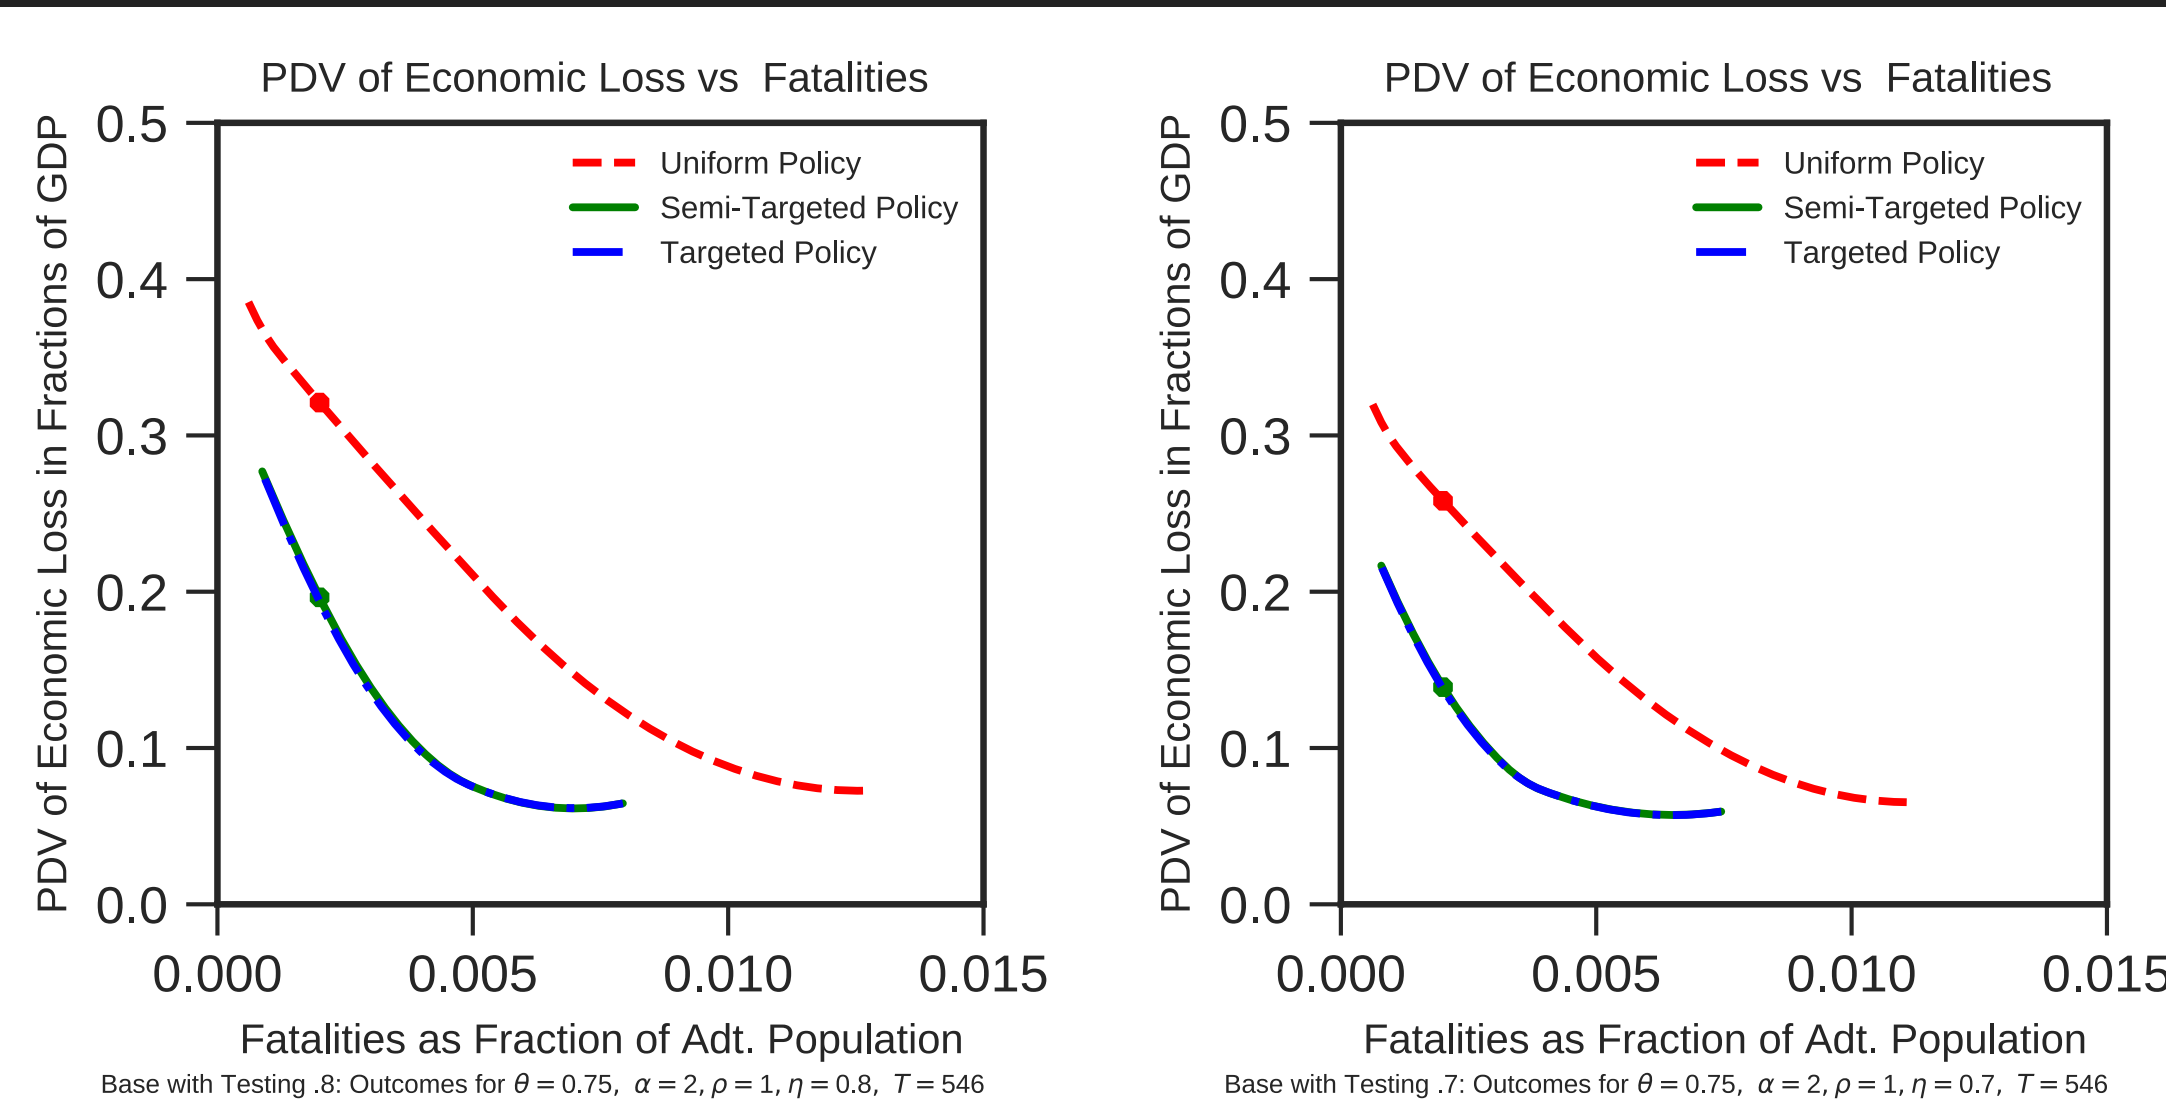 PDV of Economic Loss vs  Fatalities
PDV of Economic Loss in Fractions of GDP
0.5
0.4
0.3
0.2
0.1
0.0
Uniform Policy
Semi-Targeted Policy
Targeted Policy
0.000 0.005 0.010 0.015
Fatalities as Fraction of Adt. Population
Base with Testing .8: Outcomes for θ = 0.75, α = 2, ρ = 1, η = 0.8, T = 546
PDV of Economic Loss vs  Fatalities
PDV of Economic Loss in Fractions of GDP
0.5
0.4
0.3
0.2
0.1
0.0
Uniform Policy
Semi-Targeted Policy
Targeted Policy
0.000 0.005 0.010 0.015
Fatalities as Fraction of Adt. Population
Base with Testing .7: Outcomes for θ = 0.75, α = 2, ρ = 1, η = 0.7, T = 546